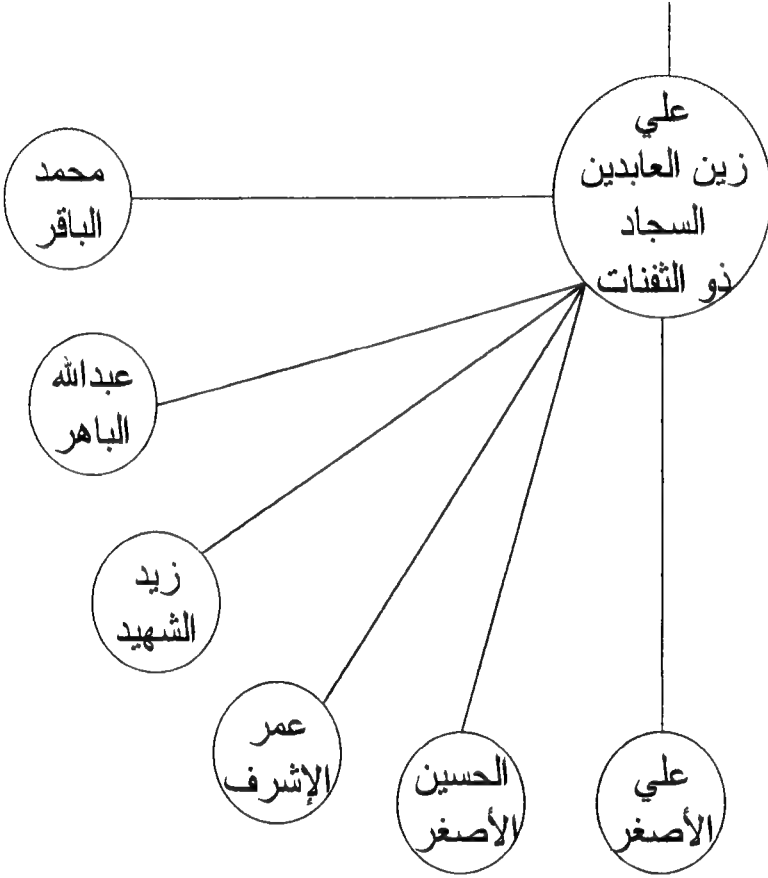 علي
زين العابدين
السجاد
ذو الثفنات
محمد
الباقر
عبدالله
الباهر
زيد
الشهيد
عمر
الإشرف
الحسين
الأصغر
علي
الأصغر